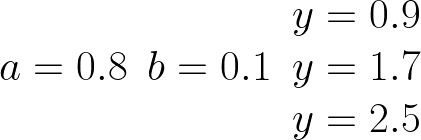 y = 0.9
a = 0.8 b = 0.1 y = 1.7
y = 2.5